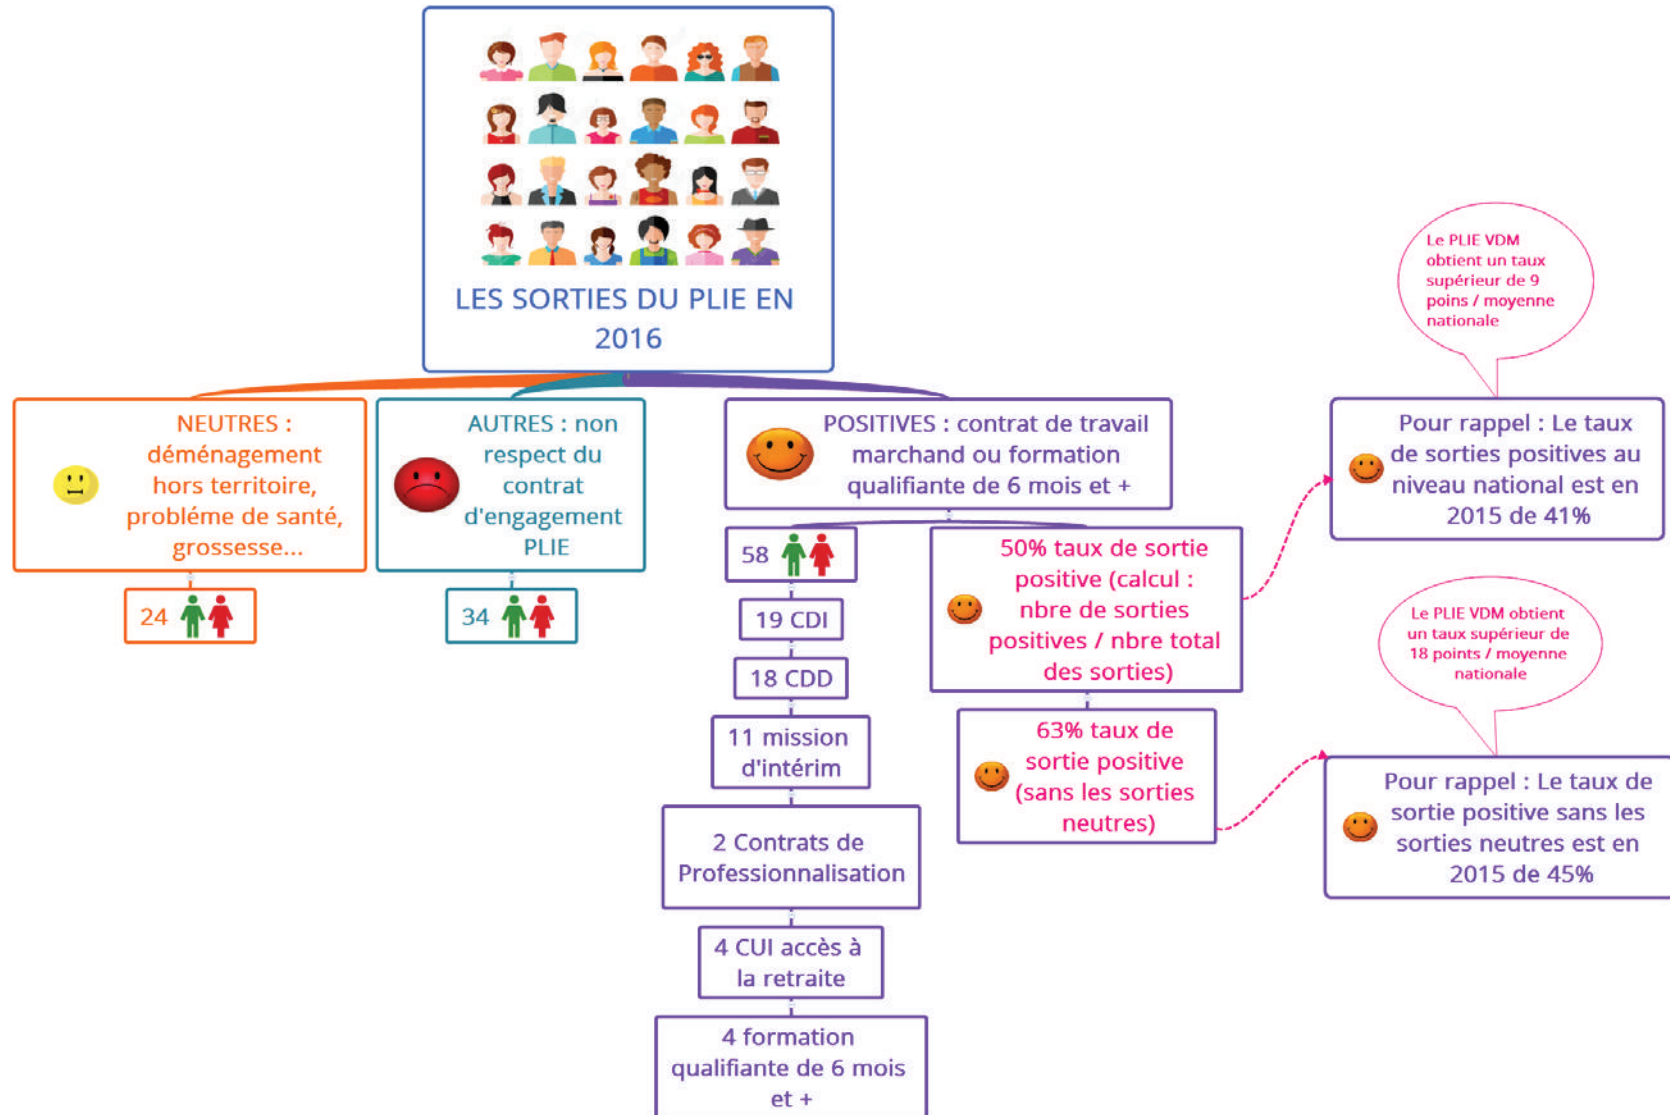 LES SORTIES DU PLIE EN
2016
NEUTRES :
déménagement
hors territoire,
probléme de santé,
grossesse...
24
AUTRES : non
respect du
contrat
d'engagement
PLIE
34
POSITIVES : contrat de travail
marchand ou formation
qualifiante de 6 mois et +
58
19 CDI
18 CDD
11 mission
d'intérim
2 Contrats de
Professionnalisation
4 CUI accès à
la retraite
4 formation
qualifiante de 6 mois
et +
50% taux de sortie
positive (calcul :
nbre de sorties
positives / nbre total
des sorties)
63% taux de
sortie positive
(sans les sorties
neutres)
Le PLIE VDM
obtient un taux
supérieur de 9
poins / moyenne
nationale
Pour rappel : Le taux
de sorties positives au
niveau national est en
2015 de 41%
Le PLIE VDM obtient
un taux supérieur de
18 points / moyenne
nationale
Pour rappel : Le taux de
sortie positive sans les
sorties neutres est en
2015 de 45%